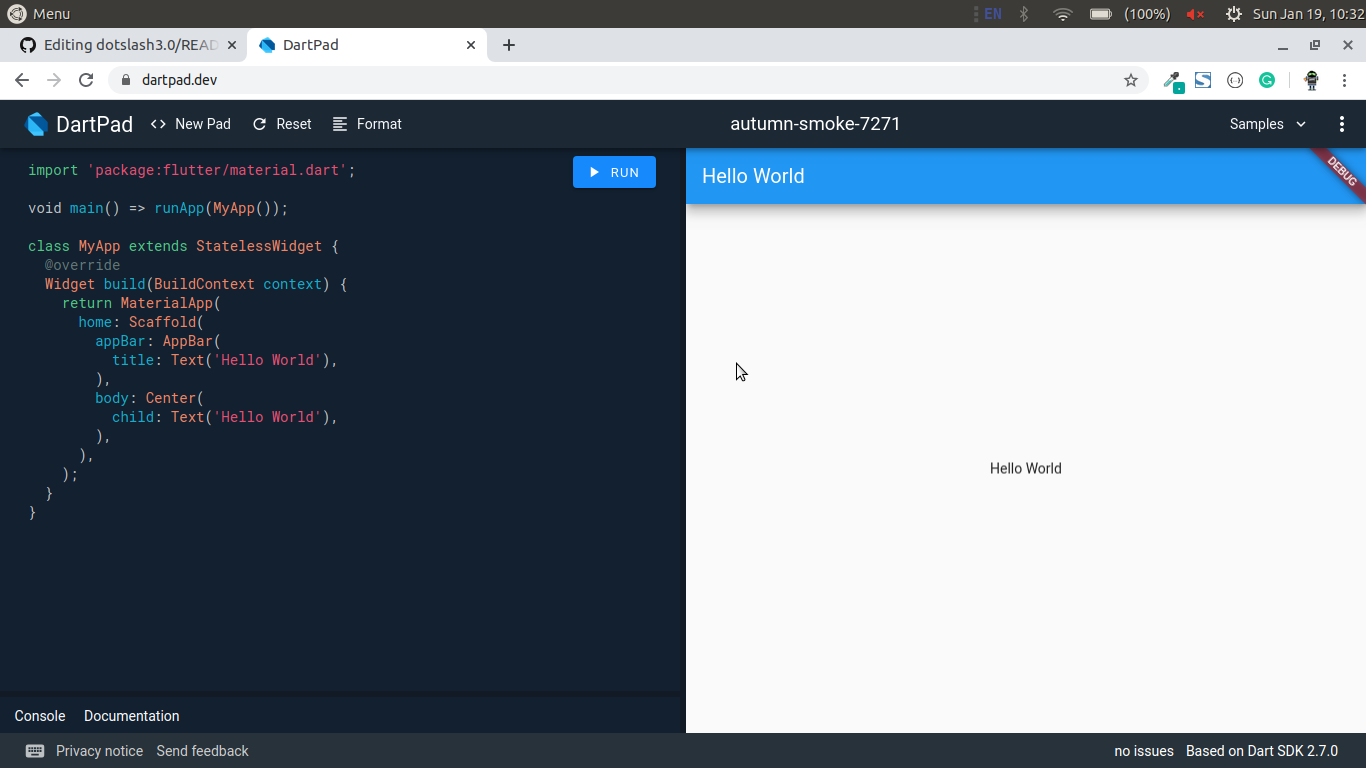 Menu EN (100%) Sun Jan 19, 10:32
Editing dotslash3.0/READ DartPad
dartpad.dev
DartPad <> New Pad Reset Format autumn-smoke-7271 Samples
import 'package:flutter/material.dart';
RUN
void main() => runApp(MyApp());
class MyApp extends StatelessWidget {
  @override
  Widget build(BuildContext context) {
    return MaterialApp(
      home: Scaffold(
        appBar: AppBar(
          title: Text('Hello World'),
        ),
        body: Center(
          child: Text('Hello World'),
        ),
      ),
    );
  }
}
Hello World
DEBUG
Hello World
Console Documentation
Privacy notice Send feedback no issues Based on Dart SDK 2.7.0